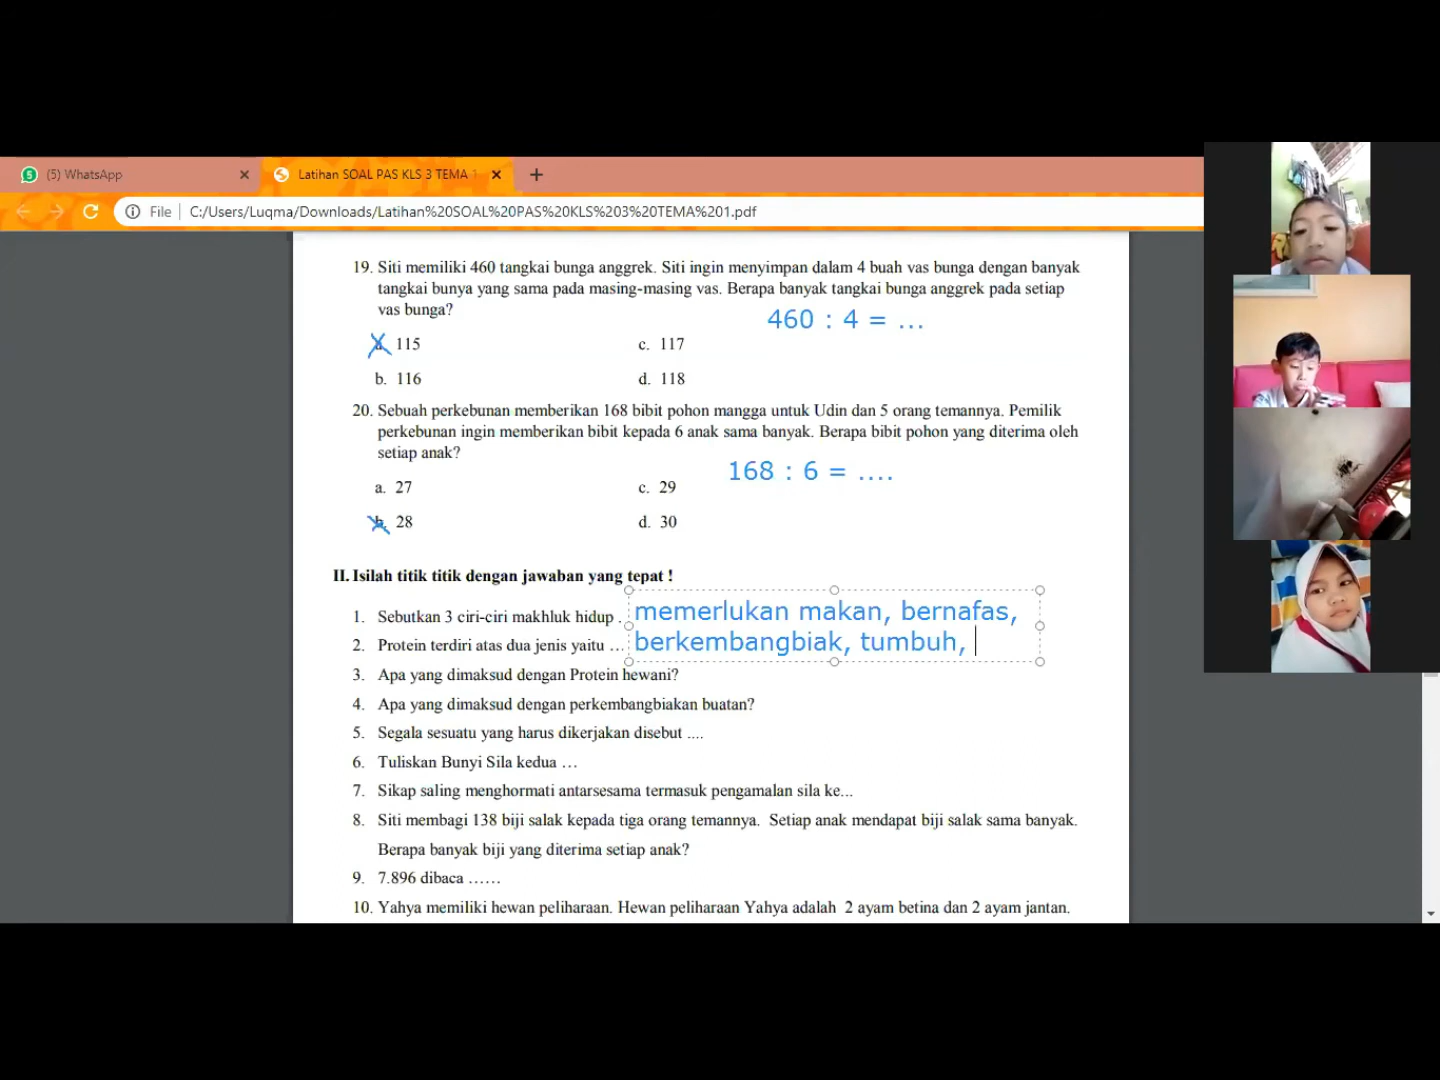 (5) WhatsApp
Latihan SOAL PAS KLS 3 TEMA 1
File C:/Users/Luqma/Downloads/Latihan%20SOAL%20PAS%20KLS%203%20TEMA%201.pdf
19. Siti memiliki 460 tangkai bunga anggrek. Siti ingin menyimpan dalam 4 buah vas bunga dengan banyak
tangkai bunya yang sama pada masing-masing vas. Berapa banyak tangkai bunga anggrek pada setiap
vas bunga?
460 : 4 = ...
a. 115 c. 117
b. 116 d. 118
20. Sebuah perkebunan memberikan 168 bibit pohon mangga untuk Udin dan 5 orang temannya. Pemilik
perkebunan ingin memberikan bibit kepada 6 anak sama banyak. Berapa bibit pohon yang diterima oleh
setiap anak?
168 : 6 = ....
a. 27 c. 29
b. 28 d. 30
II. Isilah titik titik dengan jawaban yang tepat !
1. Sebutkan 3 ciri-ciri makhluk hidup . memerlukan makan, bernafas,
2. Protein terdiri atas dua jenis yaitu ... berkembangbiak, tumbuh,
3. Apa yang dimaksud dengan Protein hewani?
4. Apa yang dimaksud dengan perkembangbiakan buatan?
5. Segala sesuatu yang harus dikerjakan disebut ....
6. Tuliskan Bunyi Sila kedua …
7. Sikap saling menghormati antarsesama termasuk pengamalan sila ke...
8. Siti membagi 138 biji salak kepada tiga orang temannya. Setiap anak mendapat biji salak sama banyak.
Berapa banyak biji yang diterima setiap anak?
9. 7.896 dibaca ……
10. Yahya memiliki hewan peliharaan. Hewan peliharaan Yahya adalah 2 ayam betina dan 2 ayam jantan.